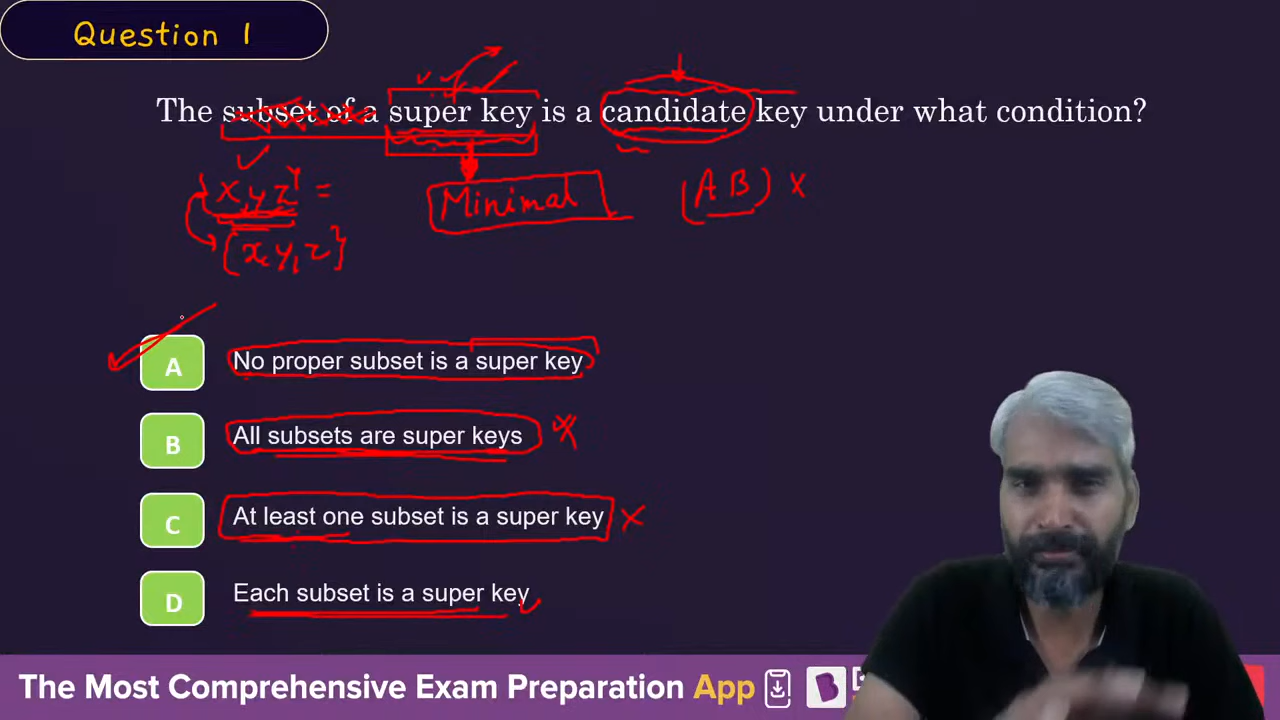 Question 1
The subset of a super key is a candidate key under what condition?
x,y z =
Minimal
(AB) x
{x,y,z}
A
No proper subset is a super key
B
All subsets are super keys
C
At least one subset is a super key
D
Each subset is a super key
The Most Comprehensive Exam Preparation App